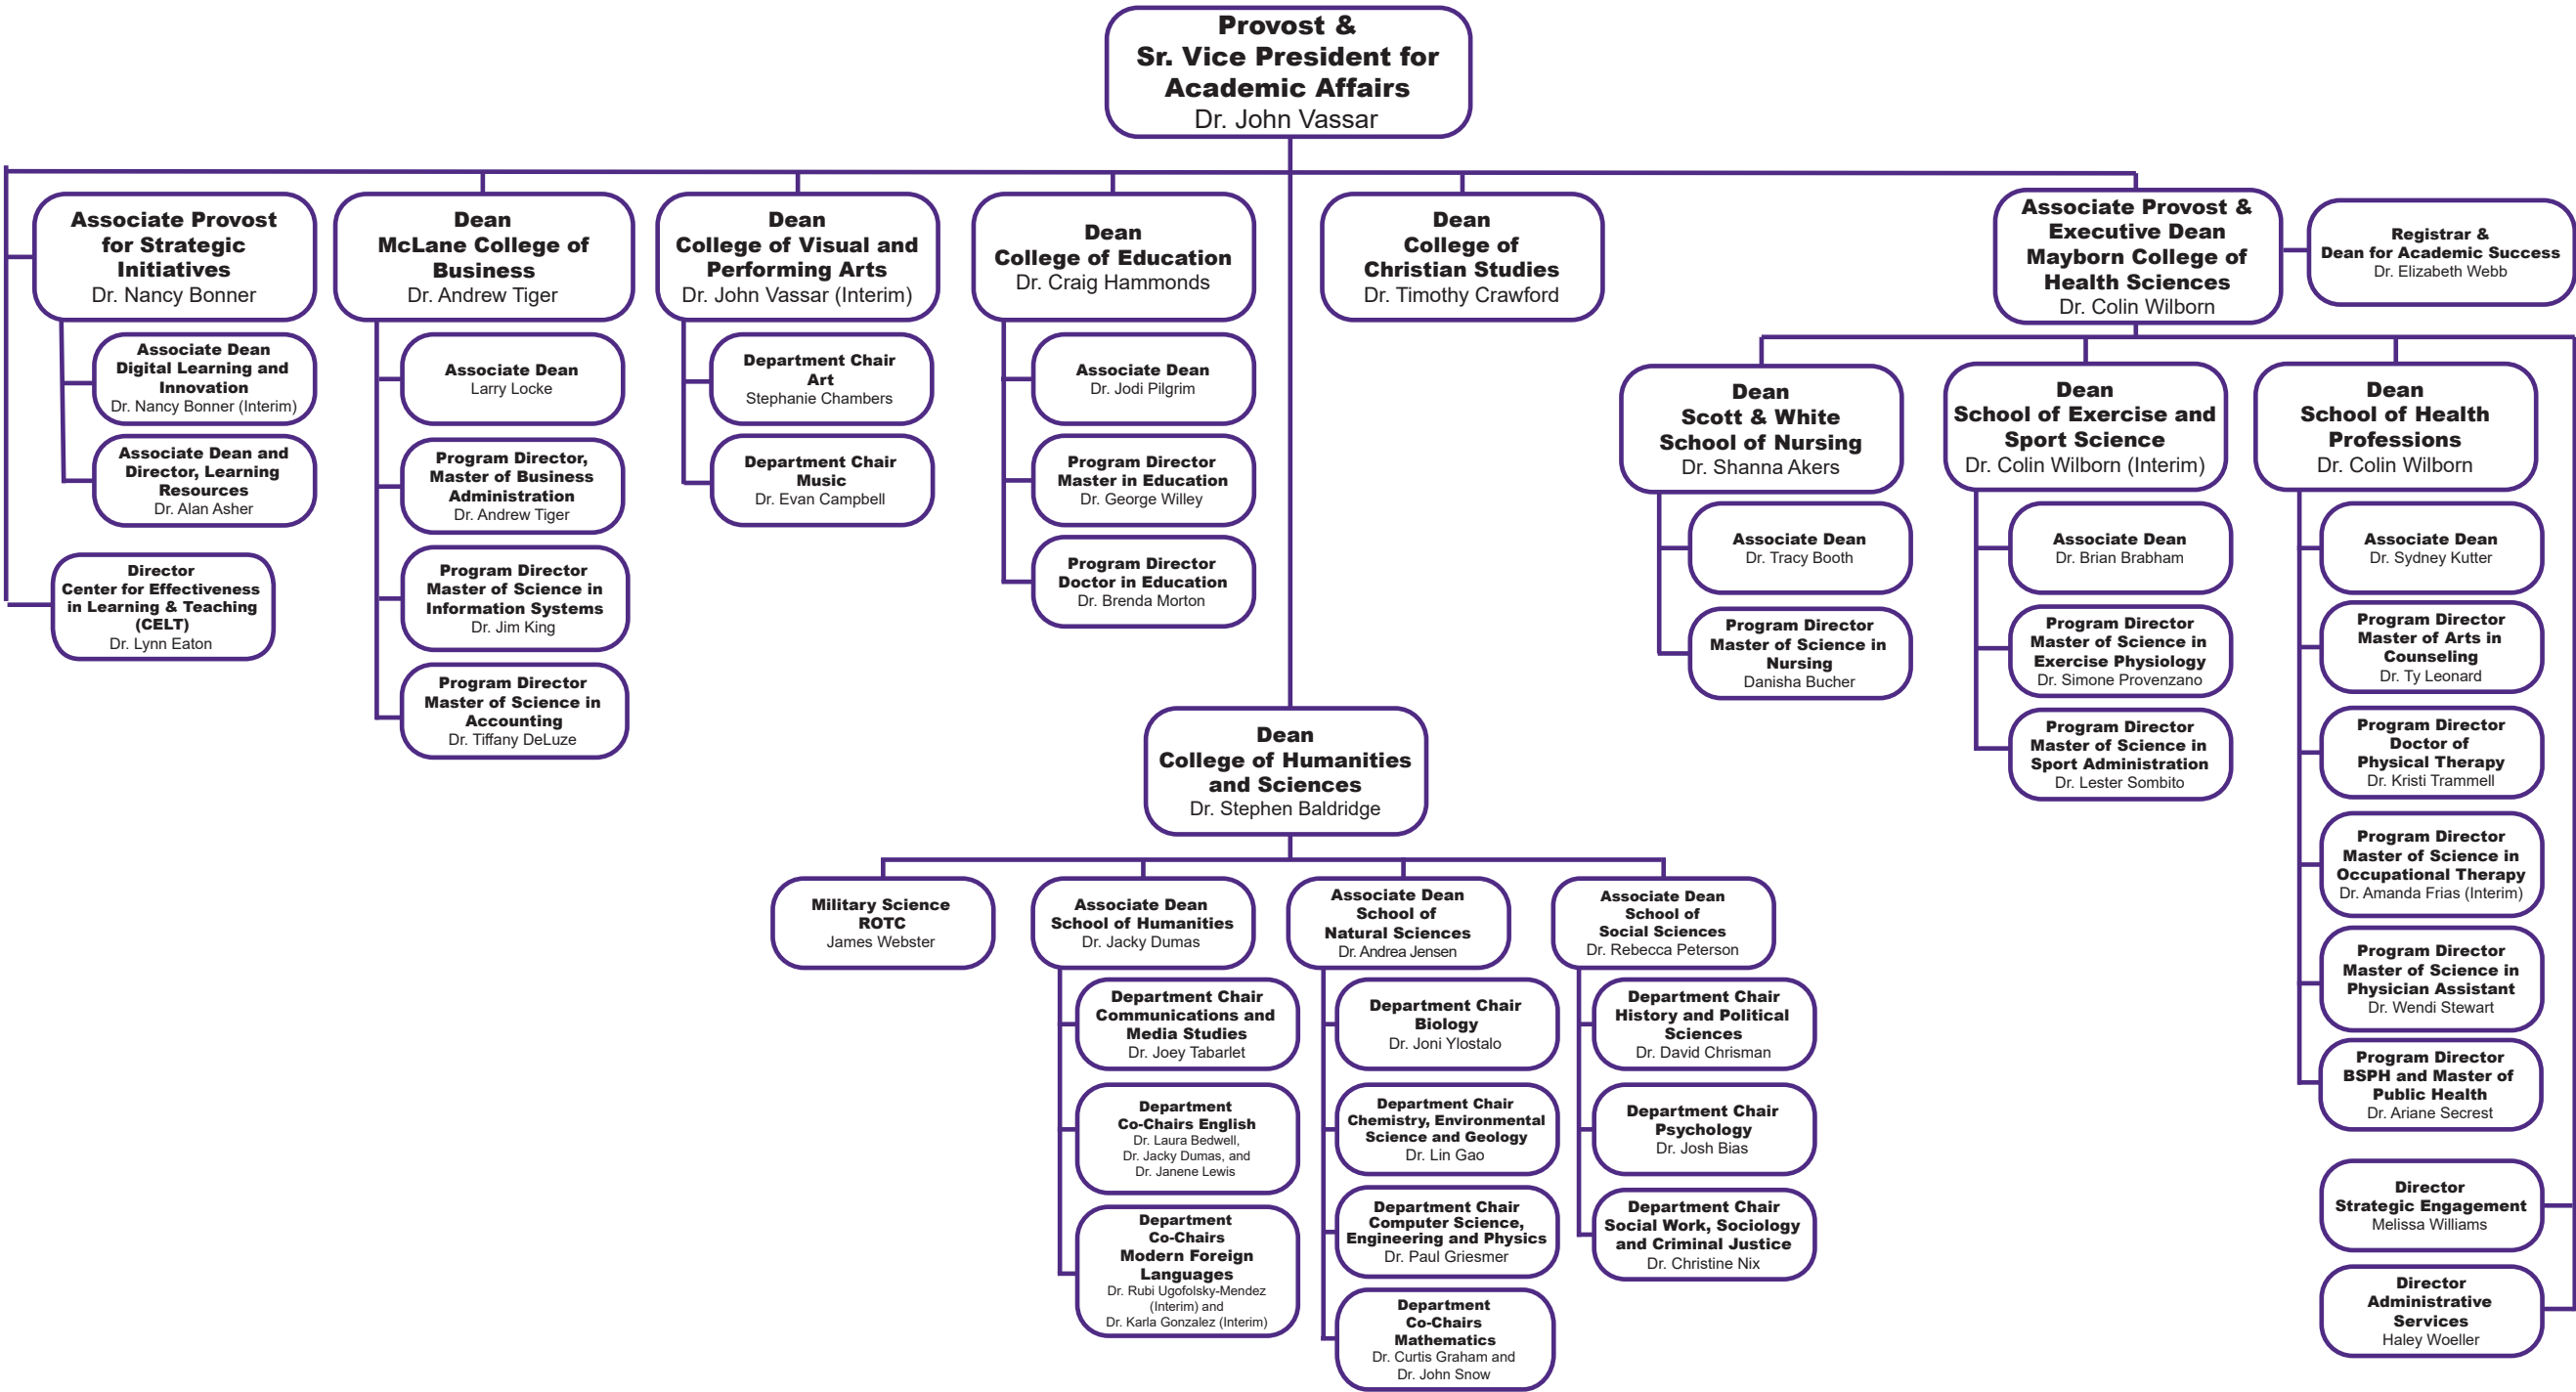 Provost &
Sr. Vice President for
Academic Affairs
Dr. John Vassar
Associate Provost
for Strategic
Initiatives
Dr. Nancy Bonner
Associate Dean
Digital Learning and
Innovation
Dr. Nancy Bonner (Interim)
Associate Dean and
Director, Learning
Resources
Dr. Alan Asher
Director
Center for Effectiveness
in Learning & Teaching
(CELT)
Dr. Lynn Eaton
Dean
McLane College of
Business
Dr. Andrew Tiger
Associate Dean
Larry Locke
Program Director,
Master of Business
Administration
Dr. Andrew Tiger
Program Director
Master of Science in
Information Systems
Dr. Jim King
Program Director
Master of Science in
Accounting
Dr. Tiffany DeLuze
Dean
College of Visual and
Performing Arts
Dr. John Vassar (Interim)
Department Chair
Art
Stephanie Chambers
Department Chair
Music
Dr. Evan Campbell
Dean
College of Education
Dr. Craig Hammonds
Associate Dean
Dr. Jodi Pilgrim
Program Director
Master in Education
Dr. George Willey
Program Director
Doctor in Education
Dr. Brenda Morton
Dean
College of
Christian Studies
Dr. Timothy Crawford
Associate Provost &
Executive Dean
Mayborn College of
Health Sciences
Dr. Colin Wilborn
Registrar &
Dean for Academic Success
Dr. Elizabeth Webb
Dean
Scott & White
School of Nursing
Dr. Shanna Akers
Associate Dean
Dr. Tracy Booth
Program Director
Master of Science in
Nursing
Danisha Bucher
Dean
School of Exercise and
Sport Science
Dr. Colin Wilborn (Interim)
Associate Dean
Dr. Brian Brabham
Program Director
Master of Science in
Exercise Physiology
Dr. Simone Provenzano
Program Director
Master of Science in
Sport Administration
Dr. Lester Sombito
Dean
School of Health
Professions
Dr. Colin Wilborn
Associate Dean
Dr. Sydney Kutter
Program Director
Master of Arts in
Counseling
Dr. Ty Leonard
Program Director
Doctor of
Physical Therapy
Dr. Kristi Trammell
Program Director
Master of Science in
Occupational Therapy
Dr. Amanda Frias (Interim)
Program Director
Master of Science in
Physician Assistant
Dr. Wendi Stewart
Program Director
BSPH and Master of
Public Health
Dr. Ariane Secrest
Director
Strategic Engagement
Melissa Williams
Director
Administrative
Services
Haley Woeller
Dean
College of Humanities
and Sciences
Dr. Stephen Baldridge
Military Science
ROTC
James Webster
Associate Dean
School of Humanities
Dr. Jacky Dumas
Department Chair
Communications and
Media Studies
Dr. Joey Tabarlet
Department
Co-Chairs English
Dr. Laura Bedwell,
Dr. Jacky Dumas, and
Dr. Janene Lewis
Department
Co-Chairs
Modern Foreign
Languages
Dr. Rubi Ugofolsky-Mendez
(Interim) and
Dr. Karla Gonzalez (Interim)
Associate Dean
School of
Natural Sciences
Dr. Andrea Jensen
Department Chair
Biology
Dr. Joni Ylostalo
Department Chair
Chemistry, Environmental
Science and Geology
Dr. Lin Gao
Department Chair
Computer Science,
Engineering and Physics
Dr. Paul Griesmer
Department
Co-Chairs
Mathematics
Dr. Curtis Graham and
Dr. John Snow
Associate Dean
School of
Social Sciences
Dr. Rebecca Peterson
Department Chair
History and Political
Sciences
Dr. David Chrisman
Department Chair
Psychology
Dr. Josh Bias
Department Chair
Social Work, Sociology
and Criminal Justice
Dr. Christine Nix